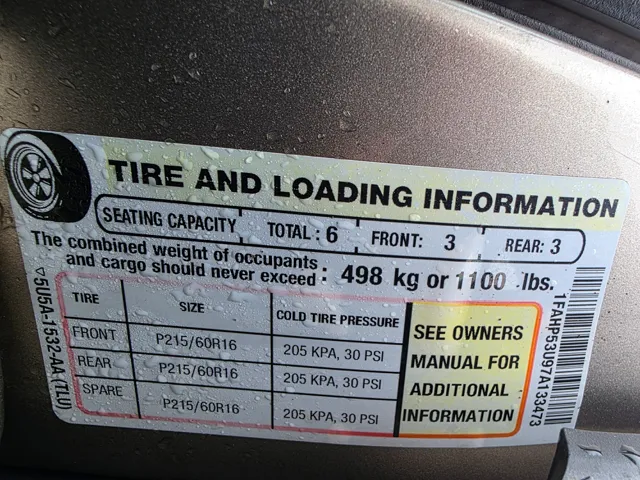 TIRE AND LOADING INFORMATION
SEATING CAPACITY TOTAL : 6 FRONT: 3 REAR: 3
The combined weight of occupants
and cargo should never exceed : 498 kg or 1100 lbs.
TIRE SIZE COLD TIRE PRESSURE
FRONT P215/60R16 205 KPA, 30 PSI
REAR P215/60R16 205 KPA, 30 PSI
SPARE P215/60R16 205 KPA, 30 PSI
SEE OWNERS
MANUAL FOR
ADDITIONAL
INFORMATION
5U5A-1532-AA (TLU)
1FAHP53U97A133473